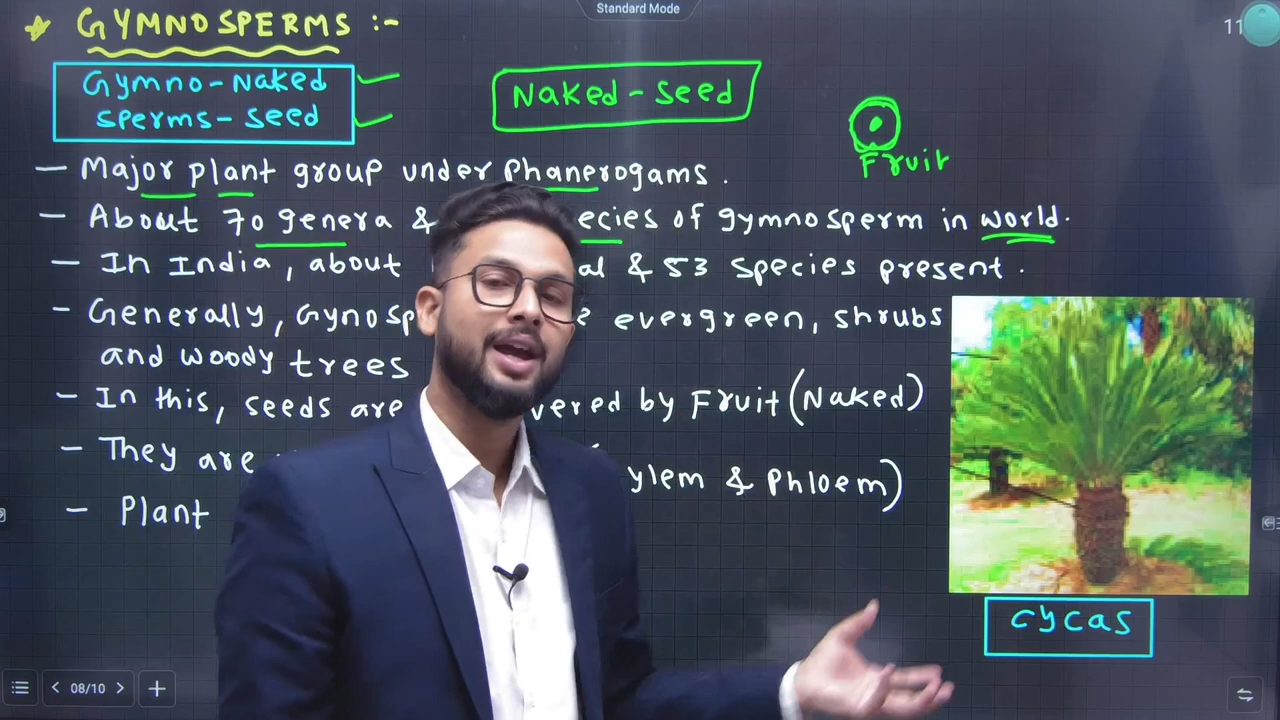 Standard Mode
GYMNOSPERMS :-
11
Gymno-Naked
sperms-seed
Naked-seed
Fruit
- Major plant group under Phanerogams.
- About 70 genera & ecies of gymnosperm in world.
- In India, about al & 53 species present.
- Generally, Gynosp e evergreen, shrubs
and woody trees
- In this, seeds are vered by Fruit (Naked)
- They are ylem & Phloem)
- Plant
cycas
08/10